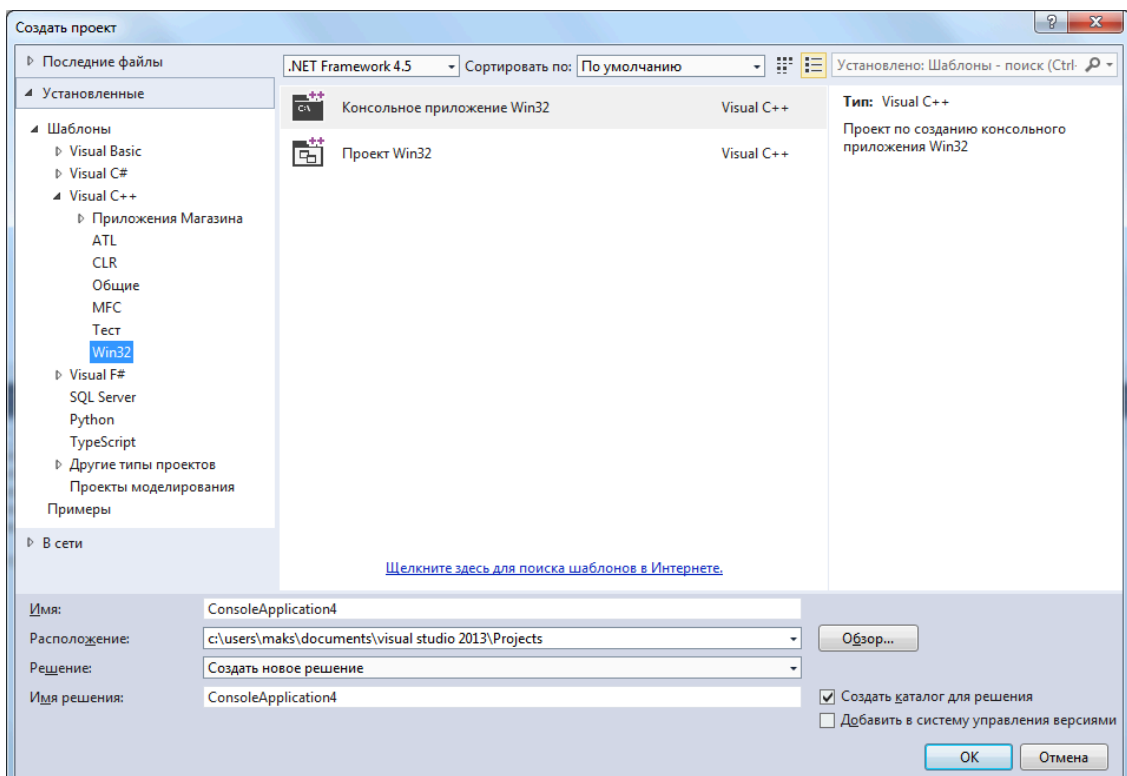 Создать проект
Последние файлы
Установленные
Шаблоны
Visual Basic
Visual C#
Visual C++
Приложения Магазина
ATL
CLR
Общие
MFC
Тест
Win32
Visual F#
SQL Server
Python
TypeScript
Другие типы проектов
Проекты моделирования
Примеры
В сети
.NET Framework 4.5 Сортировать по: По умолчанию
Установлено: Шаблоны - поиск (Ctrl-
Консольное приложение Win32 Visual C++
Проект Win32 Visual C++
Щелкните здесь для поиска шаблонов в Интернете.
Тип: Visual C++
Проект по созданию консольного
приложения Win32
Имя: ConsoleApplication4
Расположение: c:\users\maks\documents\visual studio 2013\Projects Обзор...
Решение: Создать новое решение
Имя решения: ConsoleApplication4
Создать каталог для решения
Добавить в систему управления версиями
OK Отмена